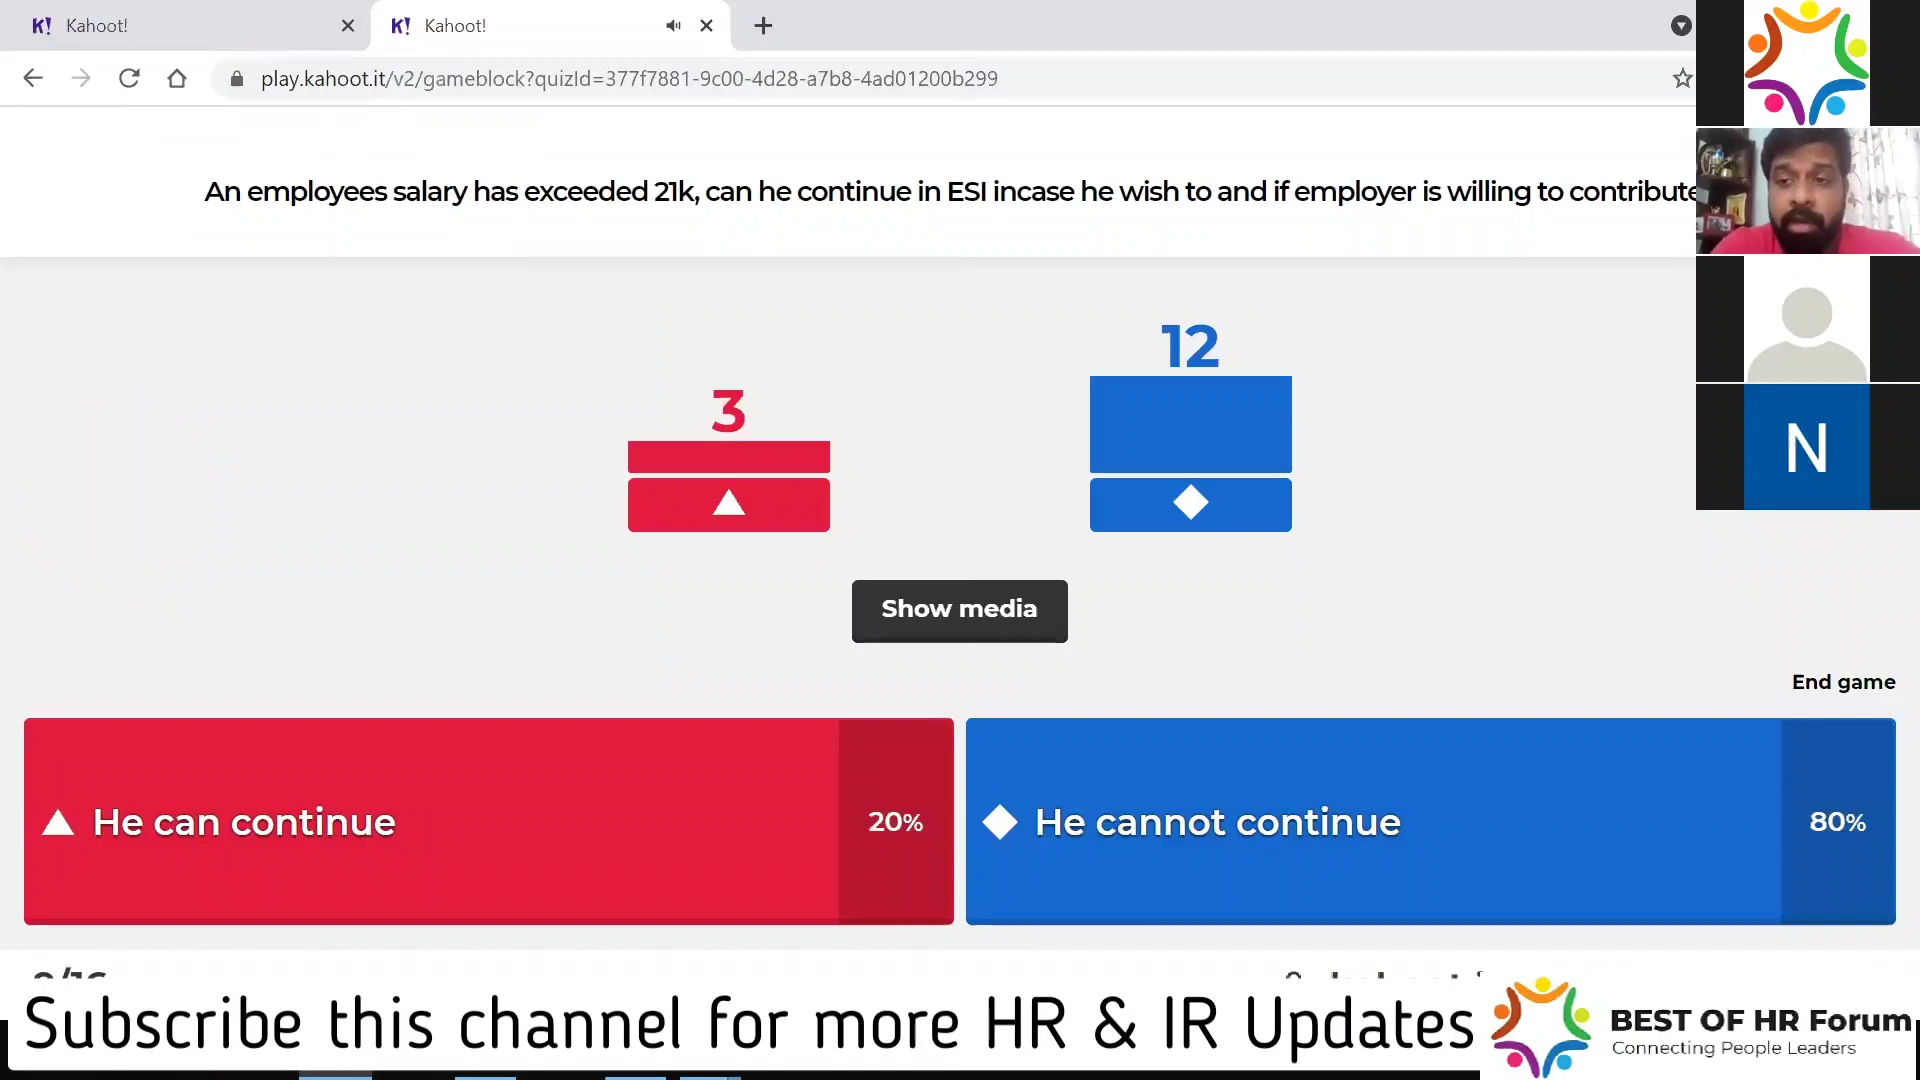 K! Kahoot!
K! Kahoot!
play.kahoot.it/v2/gameblock?quizId=377f7881-9c00-4d28-a7b8-4ad01200b299
An employees salary has exceeded 21k, can he continue in ESI incase he wish to and if employer is willing to contribute
3
12
N
Show media
End game
He can continue
20%
He cannot continue
80%
Subscribe this channel for more HR & IR Updates
BEST OF HR Forum
Connecting People Leaders